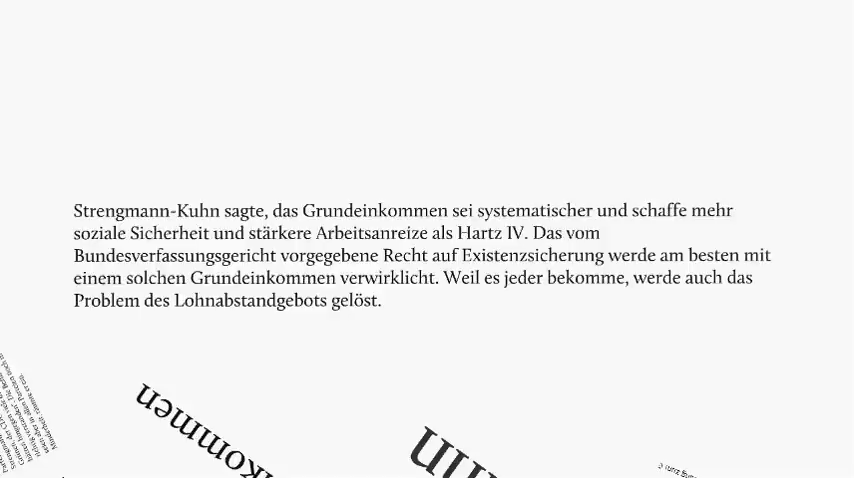 Strengmann-Kuhn sagte, das Grundeinkommen sei systematischer und schaffe mehr
soziale Sicherheit und stärkere Arbeitsanreize als Hartz IV. Das vom
Bundesverfassungsgericht vorgegebene Recht auf Existenzsicherung werde am besten mit
einem solchen Grundeinkommen verwirklicht. Weil es jeder bekomme, werde auch das
Problem des Lohnabstandgebots gelöst.
kommen